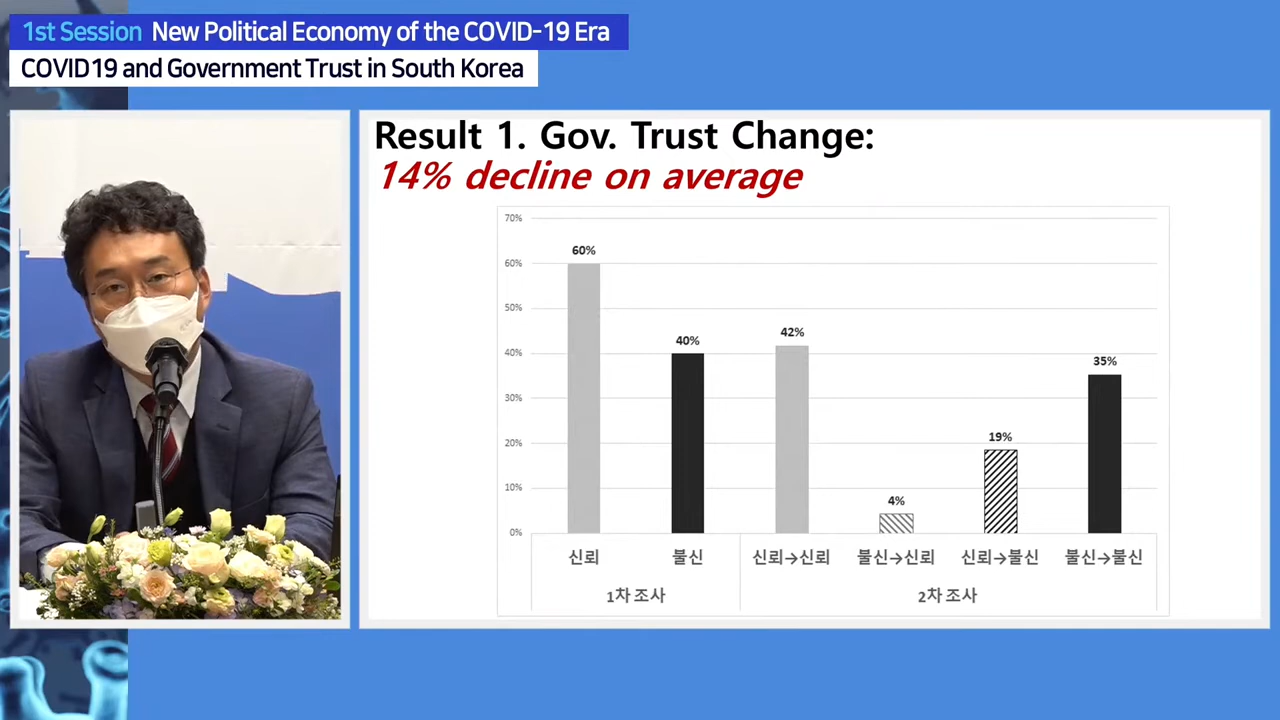 1st Session New Political Economy of the COVID-19 Era
COVID19 and Government Trust in South Korea
Result 1. Gov. Trust Change:
14% decline on average
70%
60%
50%
40%
30%
20%
10%
0%
60%
40%
42%
4%
19%
35%
신뢰 불신 신뢰→신뢰 불신→신뢰 신뢰→불신 불신→불신
1차 조사 2차 조사